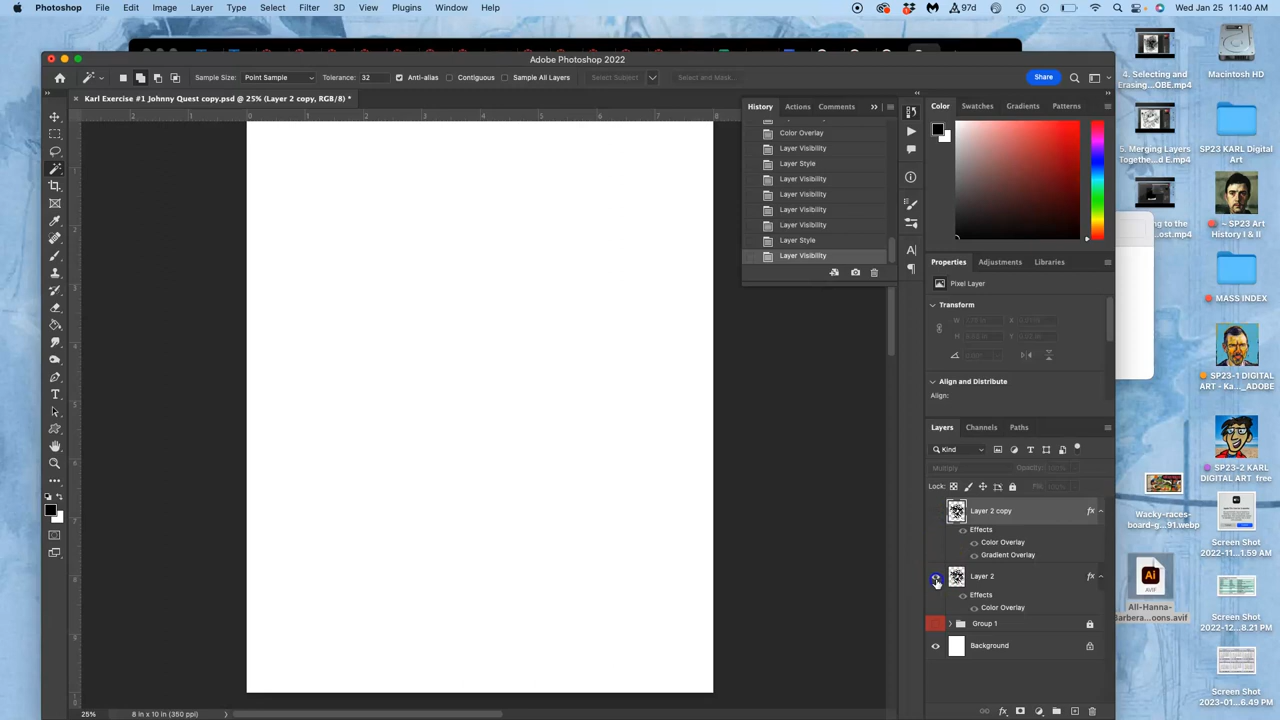 Photoshop File Edit Image Layer Type Select Filter 3D View Plugins Window Help 97d Wed Jan 25 11:40 AM
Adobe Photoshop 2022
Sample Size: Point Sample Tolerance: 32 Anti-alias Contiguous Sample All Layers Select Subject Select and Mask... Share
Karl Exercise #1 Johnny Quest copy.psd @ 25% (Layer 2 copy, RGB/8) *
History Actions Comments
Color Overlay
Layer Visibility
Layer Style
Layer Visibility
Layer Visibility
Layer Visibility
Layer Visibility
Layer Style
Layer Visibility
Color Swatches Gradients Patterns
Properties Adjustments Libraries
Pixel Layer
Transform
Align and Distribute
Align:
Layers Channels Paths
Kind
Multiply Opacity:
Lock: Fill:
Layer 2 copy
Effects
Color Overlay
Gradient Overlay
Layer 2
Effects
Color Overlay
Group 1
Background
25% 8 in x 10 in (350 ppi)
4. Selecting and
Erasing...OBE.mp4
5. Merging Layers
Togethe...d E.mp4
ng to the
ost.mp4
Wacky-races-
board-g...91.webp
All-Hanna-
Barbera...oons.avif
Macintosh HD
SP23 KARL Digital
Art
~ SP23 Art
History I & II
MASS INDEX
SP23-1 DIGITAL
ART - Ka..._ADOBE
SP23-2 KARL
DIGITAL ART free
Screen Shot
2022-11...1.59 AM
Screen Shot
2022-12...8.21 PM
Screen Shot
2023-01...6.49 PM